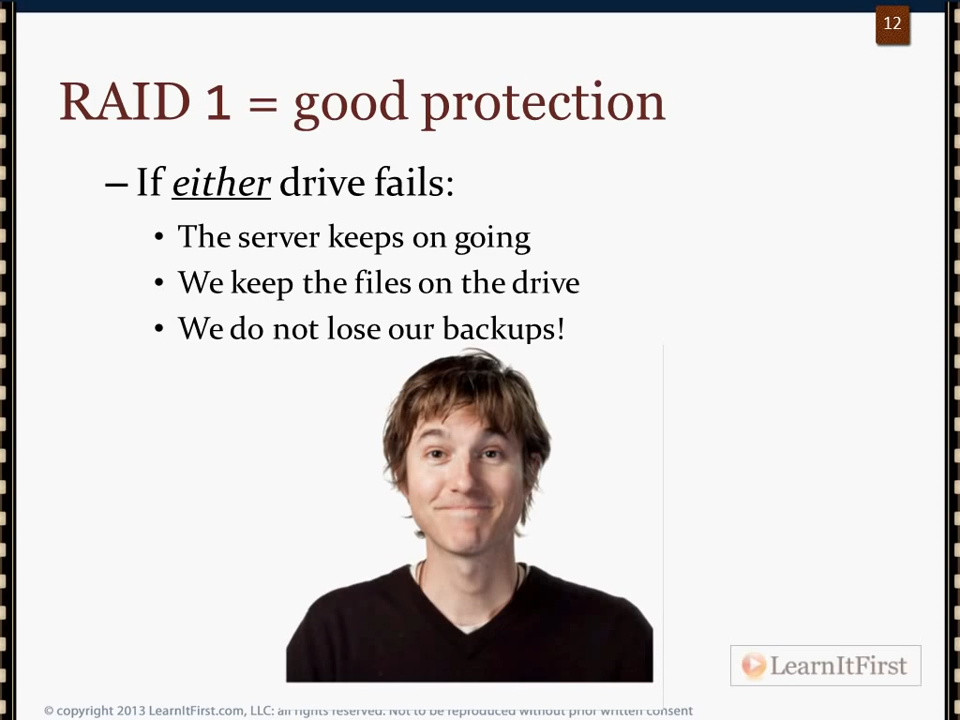 12
RAID 1 = good protection
– If either drive fails:
• The server keeps on going
• We keep the files on the drive
• We do not lose our backups!
LearnItFirst
© copyright 2013 LearnItFirst.com, LLC: all rights reserved. Not to be reproduced without prior written consent